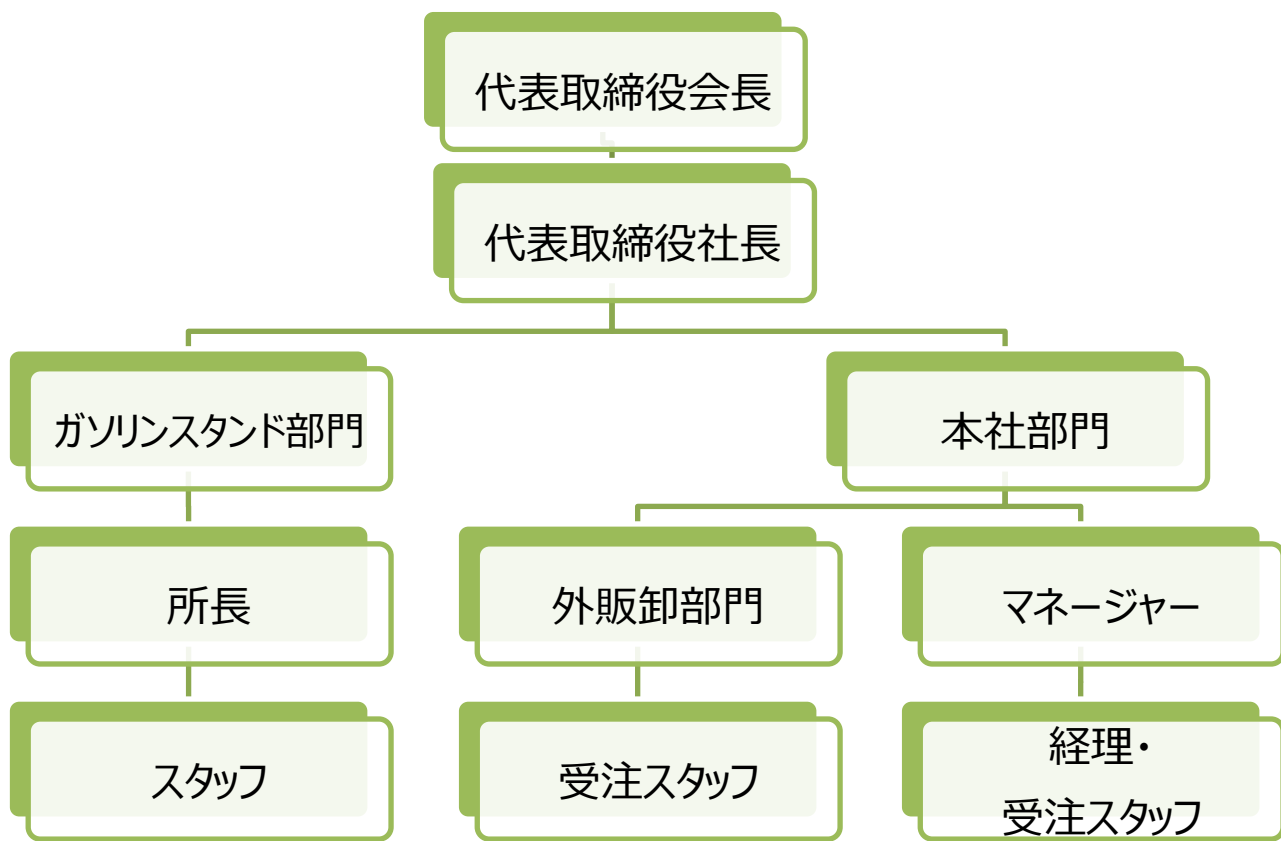 代表取締役会長
代表取締役社長
ガソリンスタンド部門
本社部門
所長
外販卸部門
マネージャー
スタッフ
受注スタッフ
経理・
受注スタッフ